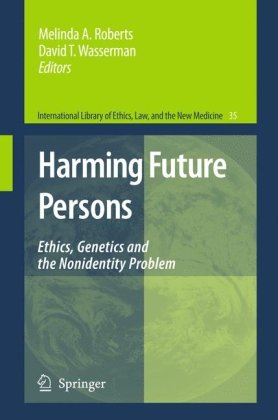 Melinda A. Roberts
David T. Wasserman
Editors
International Library of Ethics, Law, and the New Medicine 35
Harming Future
Persons
Ethics, Genetics and
the Nonidentity Problem
Springer